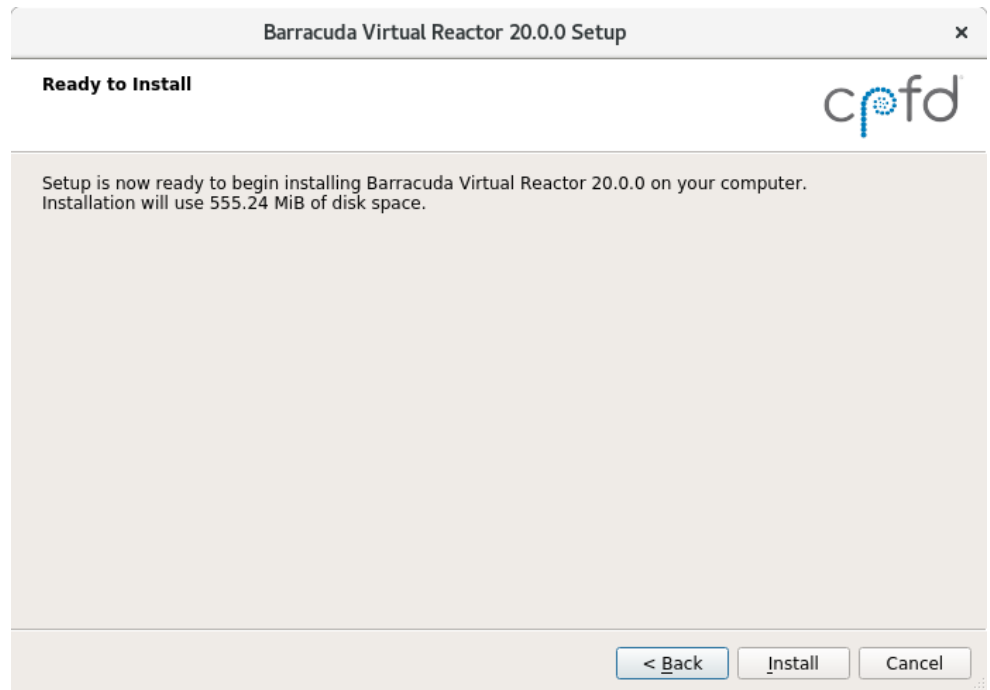 Barracuda Virtual Reactor 20.0.0 Setup
Ready to Install
cpfd
Setup is now ready to begin installing Barracuda Virtual Reactor 20.0.0 on your computer.
Installation will use 555.24 MiB of disk space.
< Back
Install
Cancel